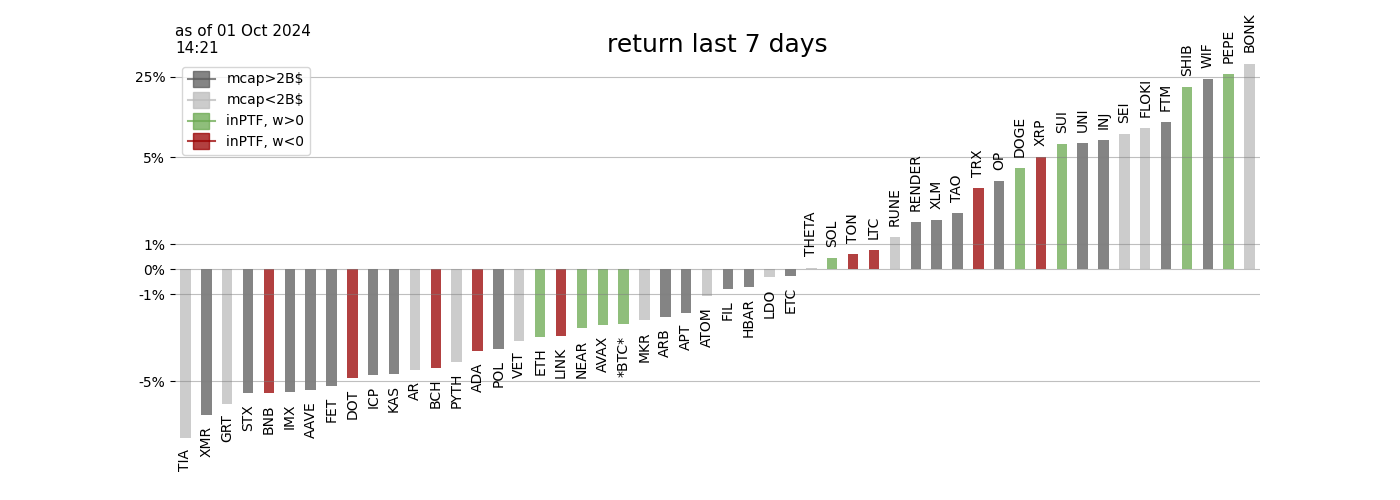 as of 01 Oct 2024
14:21
return last 7 days
mcap>2B$
mcap<2B$
inPTF, w>0
inPTF, w<0
25%
5%
1%
0%
-1%
-5%
TIA
XMR
GRT
STX
BNB
IMX
AAVE
FET
DOT
ICP
KAS
AR
BCH
PYTH
ADA
POL
VET
ETH
LINK
NEAR
AVAX
*BTC*
MKR
ARB
APT
ATOM
FIL
HBAR
LDO
ETC
THETA
SOL
TON
LTC
RUNE
RENDER
XLM
TAO
TRX
OP
DOGE
XRP
SUI
UNI
INJ
SEI
FLOKI
FTM
SHIB
WIF
PEPE
BONK